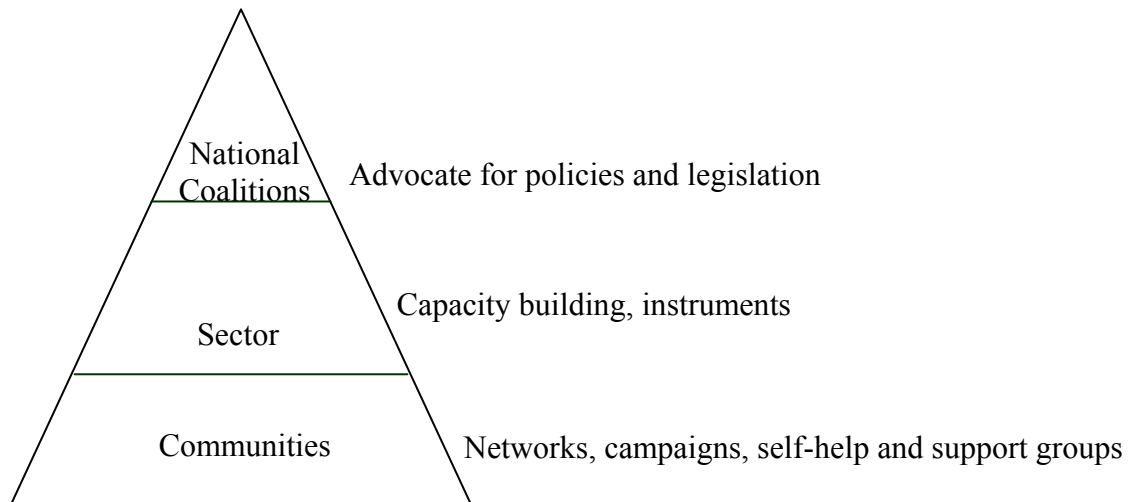 National
Coalitions
Advocate for policies and legislation
Capacity building, instruments
Sector
Communities
Networks, campaigns, self-help and support groups